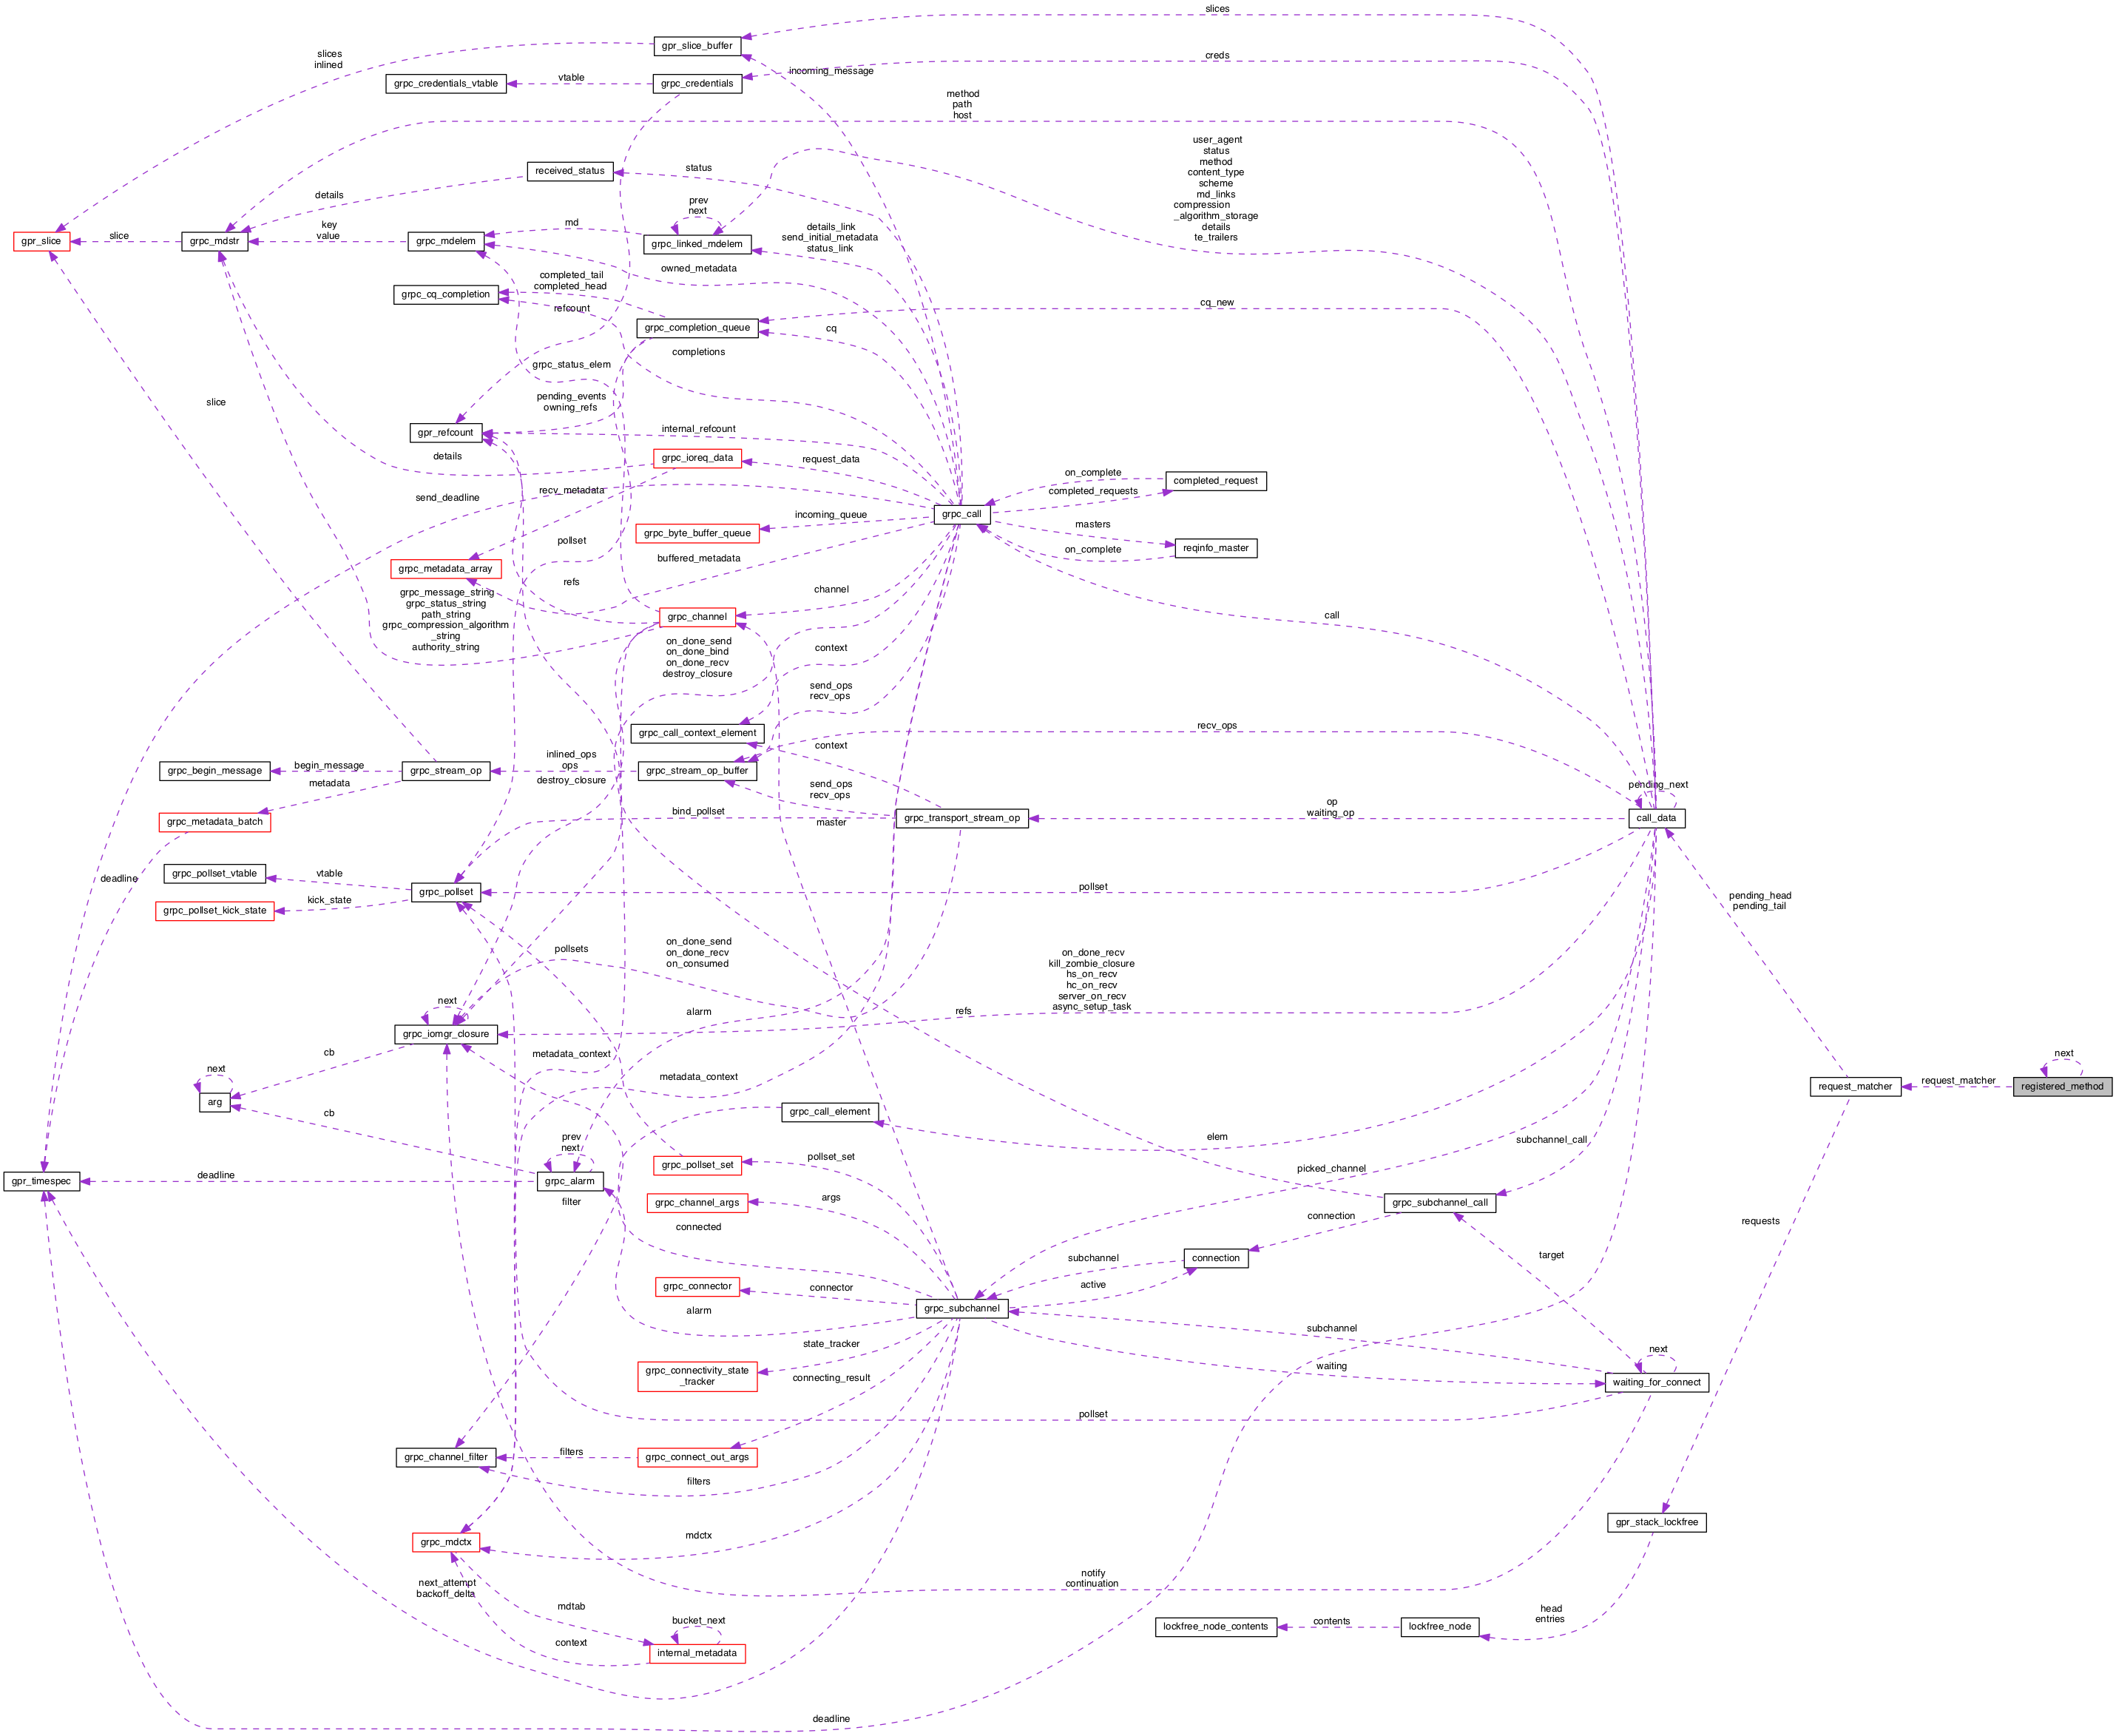 slices
gpr_slice_buffer
slices
inlined
creds
incoming_message
grpc_credentials_vtable
vtable
grpc_credentials
method
path
host
user_agent
status
method
content_type
scheme
md_links
compression
_algorithm_storage
details
te_trailers
received_status
status
details
prev
next
gpr_slice
slice
grpc_mdstr
key
value
grpc_mdelem
md
grpc_linked_mdelem
details_link
send_initial_metadata
status_link
owned_metadata
completed_tail
completed_head
grpc_cq_completion
refcount
grpc_completion_queue
cq
cq_new
completions
grpc_status_elem
slice
pending_events
owning_refs
gpr_refcount
internal_refcount
details
grpc_ioreq_data
request_data
on_complete
completed_request
completed_requests
send_deadline
recv_metadata
grpc_call
incoming_queue
grpc_byte_buffer_queue
masters
on_complete
reqinfo_master
pollset
buffered_metadata
grpc_metadata_array
refs
channel
grpc_message_string
grpc_status_string
path_string
grpc_compression_algorithm
_string
authority_string
grpc_channel
call
on_done_send
on_done_bind
on_done_recv
destroy_closure
context
send_ops
recv_ops
grpc_call_context_element
recv_ops
context
inlined_ops
ops
grpc_begin_message
begin_message
grpc_stream_op
grpc_stream_op_buffer
destroy_closure
metadata
send_ops
recv_ops
pending_next
grpc_metadata_batch
bind_pollset
master
grpc_transport_stream_op
op
waiting_op
call_data
deadline
grpc_pollset_vtable
vtable
grpc_pollset
pollset
grpc_pollset_kick_state
kick_state
pending_head
pending_tail
pollsets
on_done_send
on_done_recv
on_consumed
on_done_recv
kill_zombie_closure
hs_on_recv
hc_on_recv
server_on_recv
async_setup_task
next
alarm
refs
grpc_iomgr_closure
cb
metadata_context
metadata_context
next
next
arg
cb
request_matcher
request_matcher
registered_method
grpc_call_element
prev
next
elem
subchannel_call
grpc_pollset_set
pollset_set
picked_channel
gpr_timespec
deadline
grpc_alarm
filter
grpc_channel_args
args
grpc_subchannel_call
connected
connection
requests
subchannel
connection
target
grpc_connector
connector
active
alarm
grpc_subchannel
subchannel
state_tracker
next
grpc_connectivity_state
_tracker
waiting
connecting_result
waiting_for_connect
pollset
grpc_channel_filter
filters
grpc_connect_out_args
filters
gpr_stack_lockfree
grpc_mdctx
mdctx
next_attempt
backoff_delta
notify
continuation
mdtab
bucket_next
head
entries
context
internal_metadata
lockfree_node_contents
contents
lockfree_node
deadline